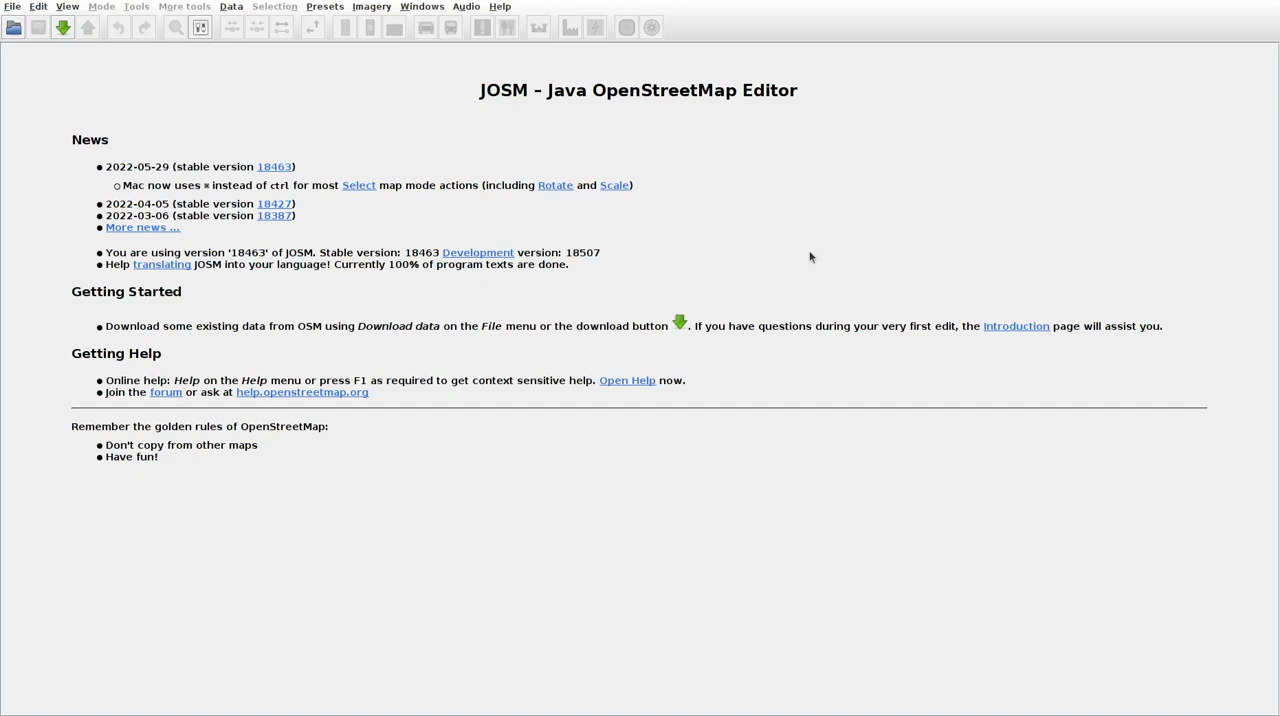 File Edit View Mode Tools More tools Data Selection Presets Imagery Windows Audio Help
JOSM – Java OpenStreetMap Editor
News
2022-05-29 (stable version 18463)
Mac now uses ⌘ instead of ctrl for most Select map mode actions (including Rotate and Scale)
2022-04-05 (stable version 18427)
2022-03-06 (stable version 18387)
More news ...
You are using version '18463' of JOSM. Stable version: 18463 Development version: 18507
Help translating JOSM into your language! Currently 100% of program texts are done.
Getting Started
Download some existing data from OSM using Download data on the File menu or the download button . If you have questions during your very first edit, the Introduction page will assist you.
Getting Help
Online help: Help on the Help menu or press F1 as required to get context sensitive help. Open Help now.
Join the forum or ask at help.openstreetmap.org
Remember the golden rules of OpenStreetMap:
Don't copy from other maps
Have fun!